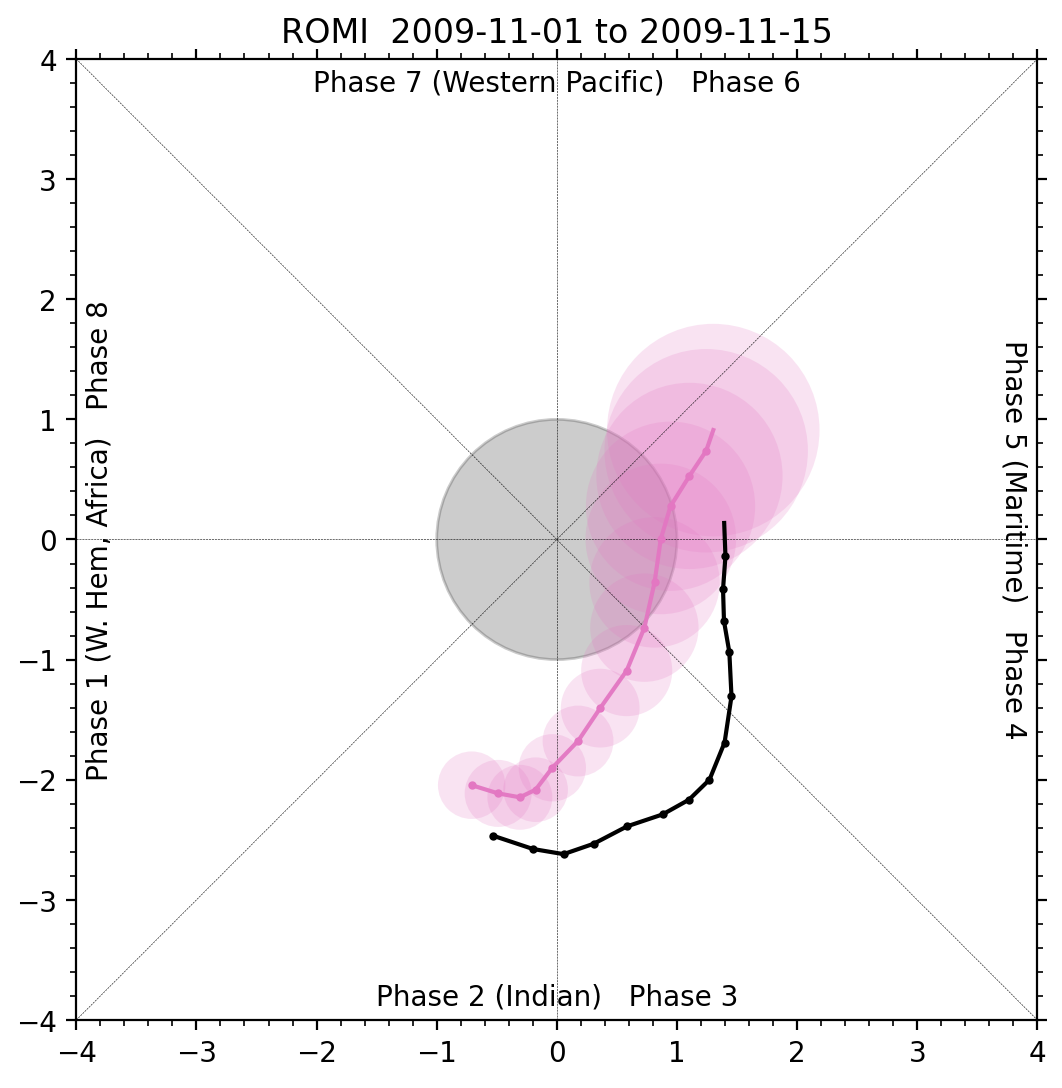 ROMI  2009-11-01 to 2009-11-15
Phase 7 (Western Pacific)   Phase 6
Phase 1 (W. Hem, Africa)   Phase 8
Phase 5 (Maritime)   Phase 4
Phase 2 (Indian)   Phase 3
4
3
2
1
0
−1
−2
−3
−4
−4 −3 −2 −1 0 1 2 3 4